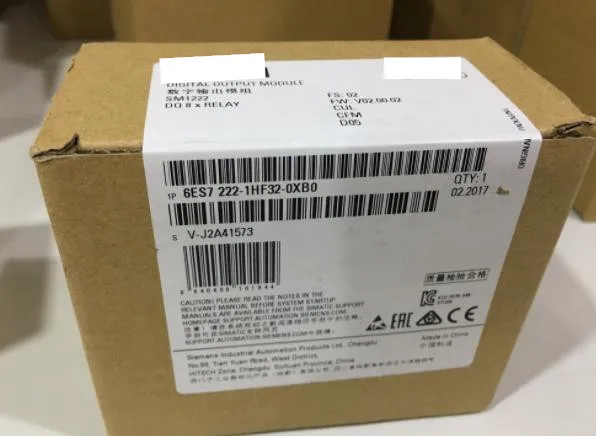 DIGITAL OUTPUT MODULE
数字输出模组
SM1222
DQ 8 x RELAY
FS: 02
FW: V02.00.02
CUL
CFM
D05
1P 6ES7 222-1HF32-0XB0
QTY: 1
02.2017
S V-J2A41573
质量检验合格
CAUTION! PLEASE READ THE NOTES IN THE
RELEVANT MANUAL BEFORE SYSTEM STARTUP
MANUALS ARE AVAILABLE FROM THE SIMATIC SUPPORT
HOMEPAGE SUPPORT.AUTOMATION.SIEMENS.COM
EAC
CE
Made in China
中国制造
Siemens Industrial Automation Products Ltd., Chengdu
No.99, Tian Yuan Road, West District,
HITECH Zone, Chengdu, Sichuan Province, China